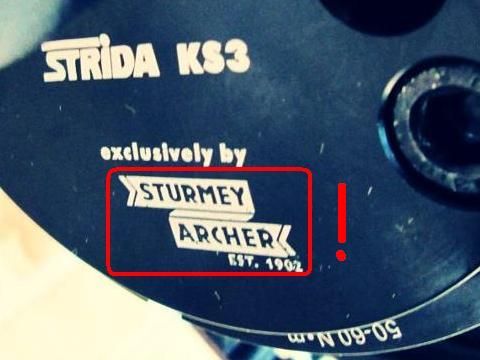 STRIDA KS3
exclusively by
STURMEY
ARCHER
EST. 1902
!
50-60 N•m